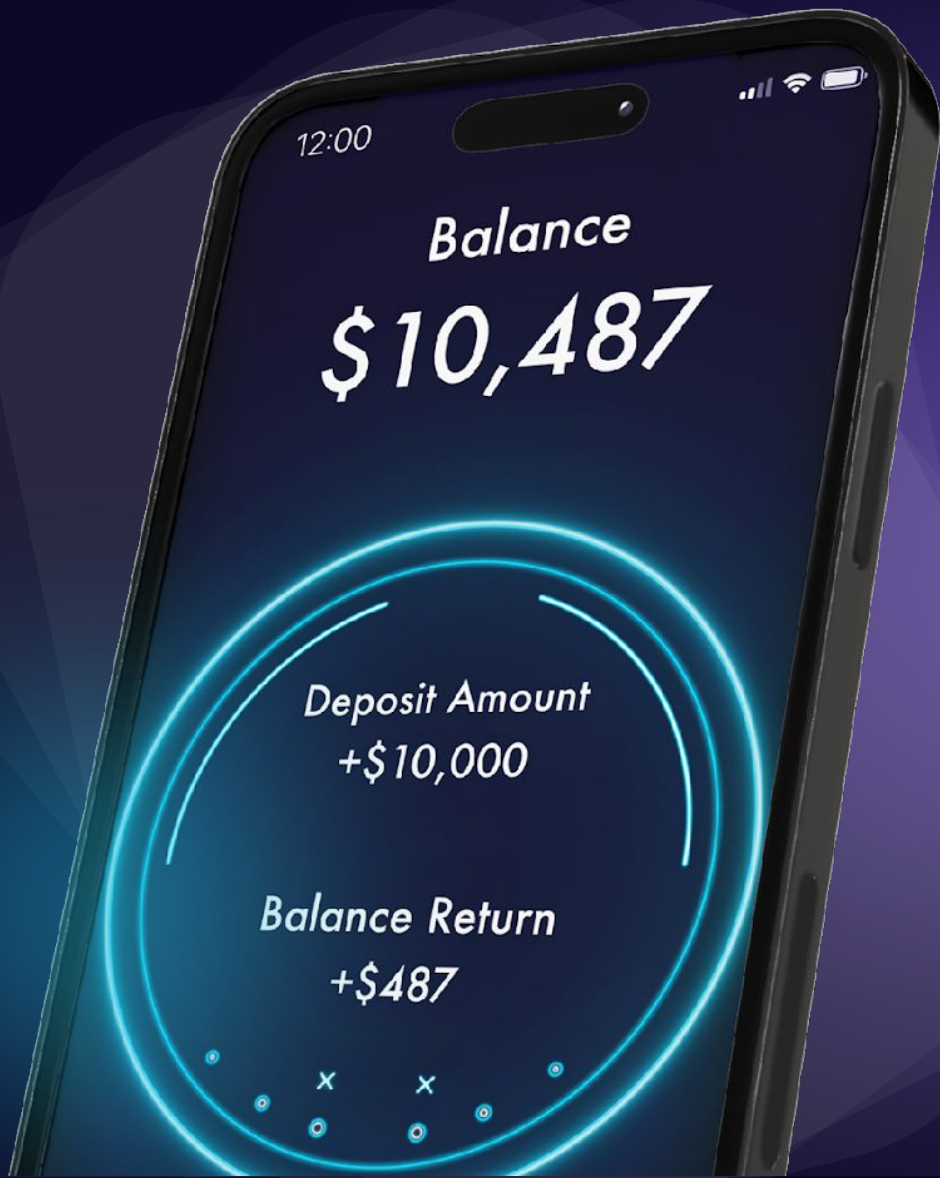 12:00
Balance
$10,487
Deposit Amount
+$10,000
Balance Return
+$487